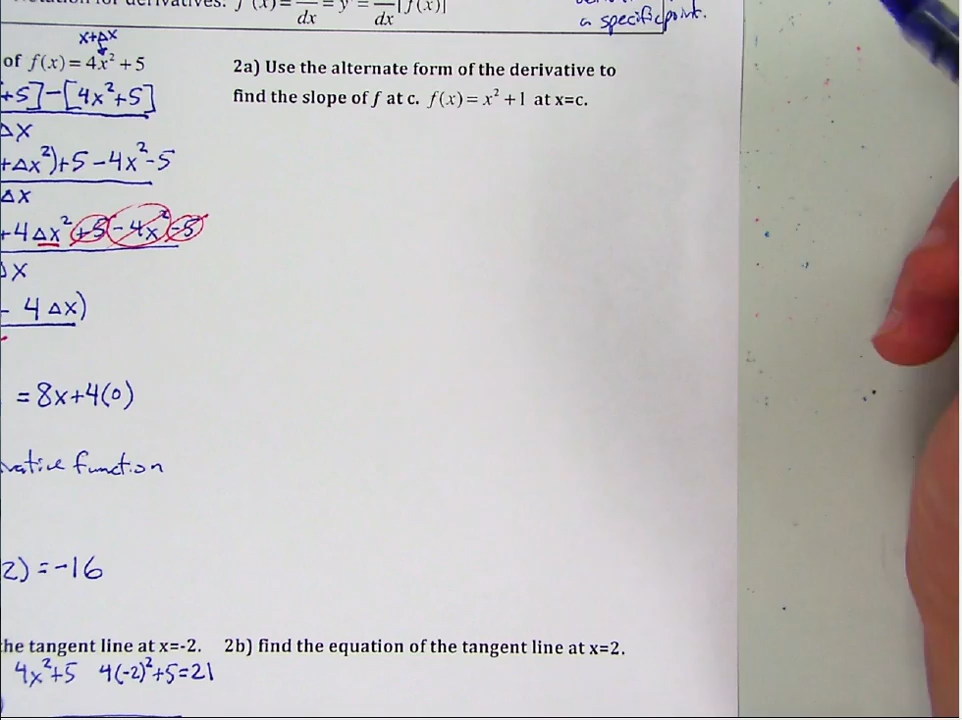 derivatives. f'(x)= dx = y' = dx [f(x)]
a specific point.
x+Δx
of f(x)= 4x² +5
+5]-[4x²+5]
Δx
+Δx²)+5-4x²-5
Δx
+4Δx²+5-4x²-5
Δx
4Δx)
= 8x+4(0)
function
2) = -16
the tangent line at x=-2.
4x²+5 4(-2)²+5=21
2a) Use the alternate form of the derivative to
find the slope of f at c. f(x)= x² +1 at x=c.
2b) find the equation of the tangent line at x=2.